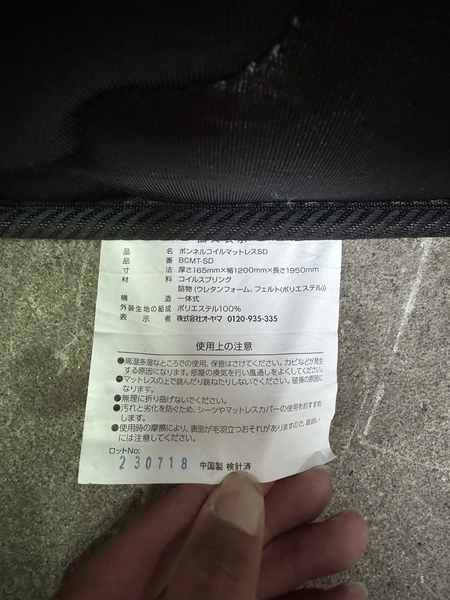 品質表示
品 名 ボンネルコイルマットレスSD
品 番 BCMT-SD
寸 法 厚さ165mm×幅1200mm×長さ1950mm
材 料 コイルスプリング
詰物 (ウレタンフォーム、フェルト(ポリエステル))
構 造 一体式
外装生地の組成 ポリエステル100%
表 示 者 株式会社オーヤマ 0120-935-335
使用上の注意
●高温多湿なところでの使用、保管はさけてください。カビなどが発生
する原因になります。部屋の換気を行い風通しをよくしてください。
●マットレスの上で跳んだり跳ねたりしないでください。破損の原因に
なります。
●無理に折り曲げないでください。
●汚れと劣化を防ぐため、シーツやマットレスカバーの使用をおすすめ
します。
●使用時の摩擦により、表面が毛羽立つおそれがありますので、取扱い
には注意してください。
ロットNo:
230718 中国製 検針済